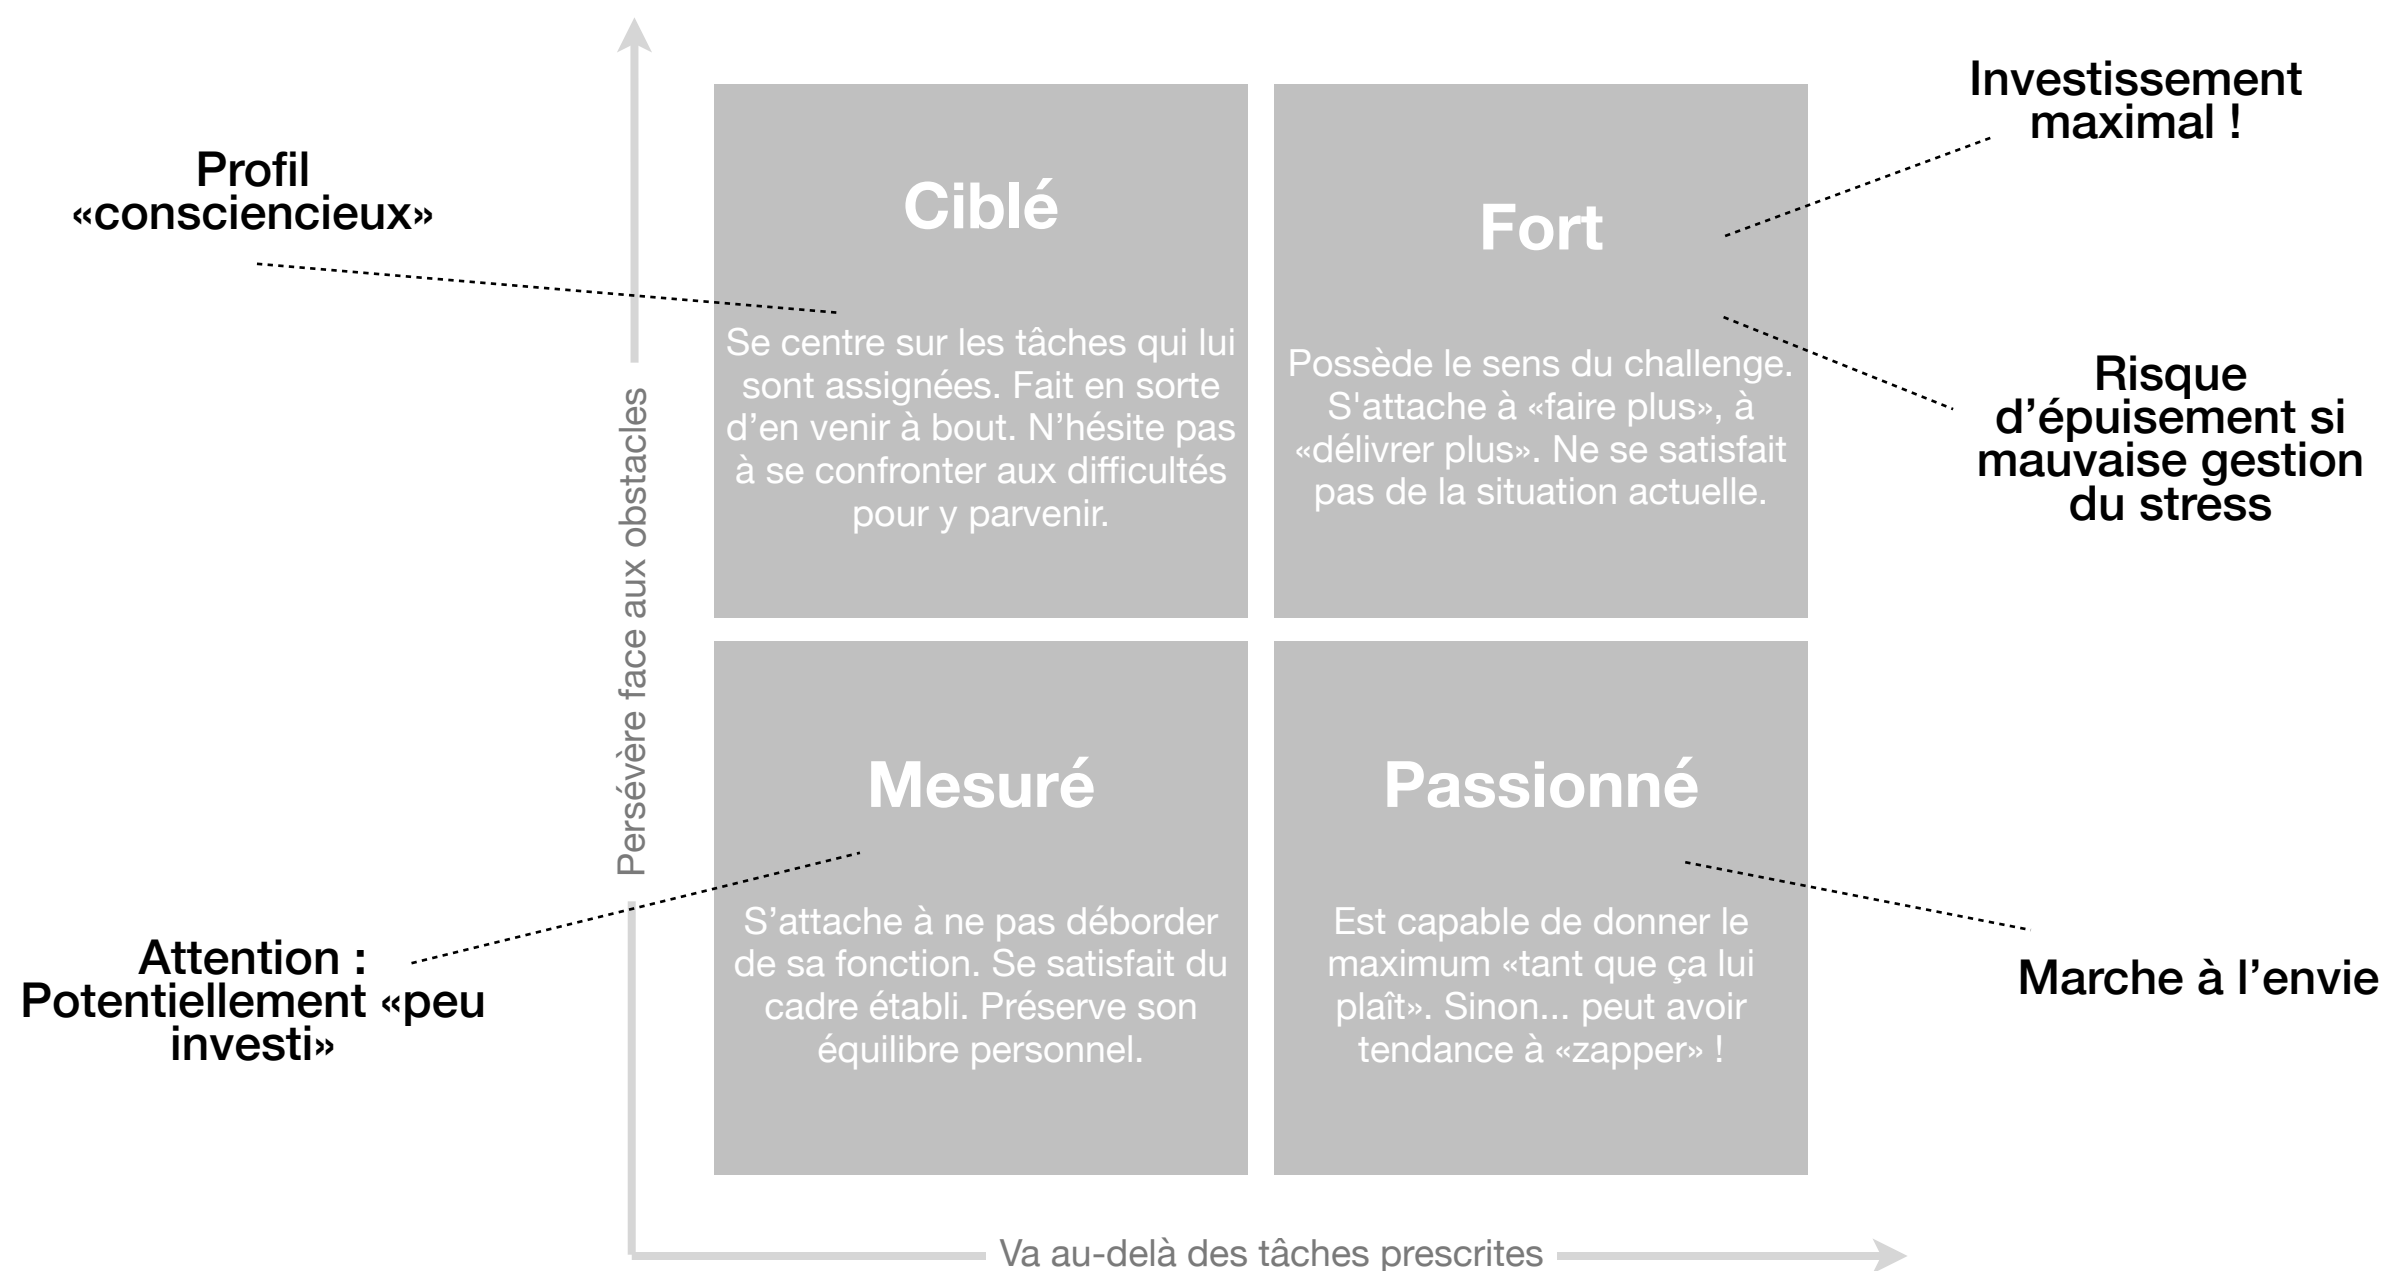 Profil
«consciencieux»
Ciblé
Se centre sur les tâches qui lui
sont assignées. Fait en sorte
d’en venir à bout. N’hésite pas
à se confronter aux difficultés
pour y parvenir.
Fort
Possède le sens du challenge.
S'attache à «faire plus», à
«délivrer plus». Ne se satisfait
pas de la situation actuelle.
Investissement
maximal !
Risque
d’épuisement si
mauvaise gestion
du stress
Persévère face aux obstacles
Attention :
Potentiellement «peu
investi»
Mesuré
S’attache à ne pas déborder
de sa fonction. Se satisfait du
cadre établi. Préserve son
équilibre personnel.
Passionné
Est capable de donner le
maximum «tant que ça lui
plaît». Sinon... peut avoir
tendance à «zapper» !
Marche à l’envie
Va au-delà des tâches prescrites